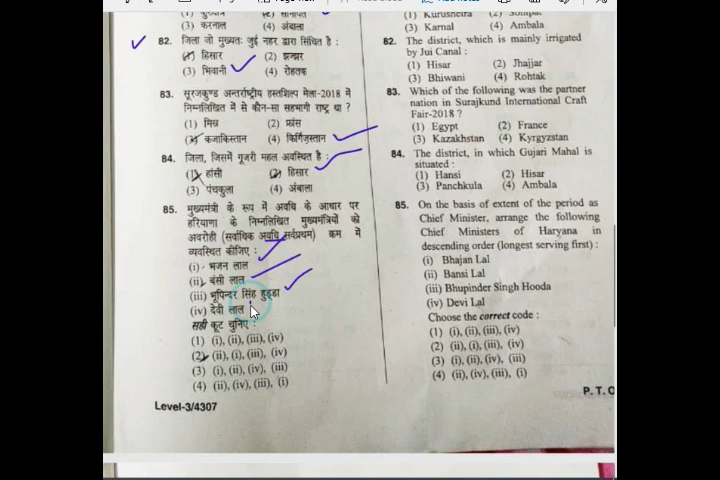 (3) करनाल (4) अंबाला
82. जिला जो मुख्यतः जुई नहर द्वारा सिंचित है :
(1) हिसार (2) झज्जर
(3) भिवानी (4) रोहतक
83. सूरजकुण्ड अन्तर्राष्ट्रीय हस्तशिल्प मेला-2018 में
निम्नलिखित में से कौन-सा सहभागी राष्ट्र था ?
(1) मिस्र (2) फ्रांस
(3) कजाकिस्तान (4) किर्गिज़स्तान
84. जिला, जिसमें गूजरी महल अवस्थित है :
(1) हांसी (2) हिसार
(3) पंचकुला (4) अंबाला
85. मुख्यमंत्री के रूप में अवधि के आधार पर
हरियाणा के निम्नलिखित मुख्यमंत्रियों को
अवरोही (सर्वाधिक अवधि सर्वप्रथम) क्रम में
व्यवस्थित कीजिए :
(i) भजन लाल
(ii) बंसी लाल
(iii) भूपिन्दर सिंह हुड्डा
(iv) देवी लाल
सही कूट चुनिए :
(1) (i), (ii), (iii), (iv)
(2) (ii), (i), (iii), (iv)
(3) (i), (ii), (iv), (iii)
(4) (ii), (iv), (iii), (i)
Level-3/4307
(1) Kurushetra (2) Sonipat
(3) Karnal (4) Ambala
82. The district, which is mainly irrigated
by Jui Canal :
(1) Hisar (2) Jhajjar
(3) Bhiwani (4) Rohtak
83. Which of the following was the partner
nation in Surajkund International Craft
Fair-2018 ?
(1) Egypt (2) France
(3) Kazakhstan (4) Kyrgyzstan
84. The district, in which Gujari Mahal is
situated :
(1) Hansi (2) Hisar
(3) Panchkula (4) Ambala
85. On the basis of extent of the period as
Chief Minister, arrange the following
Chief Ministers of Haryana in
descending order (longest serving first) :
(i) Bhajan Lal
(ii) Bansi Lal
(iii) Bhupinder Singh Hooda
(iv) Devi Lal
Choose the correct code :
(1) (i), (ii), (iii), (iv)
(2) (ii), (i), (iii), (iv)
(3) (i), (ii), (iv), (iii)
(4) (ii), (iv), (iii), (i)
P. T. O